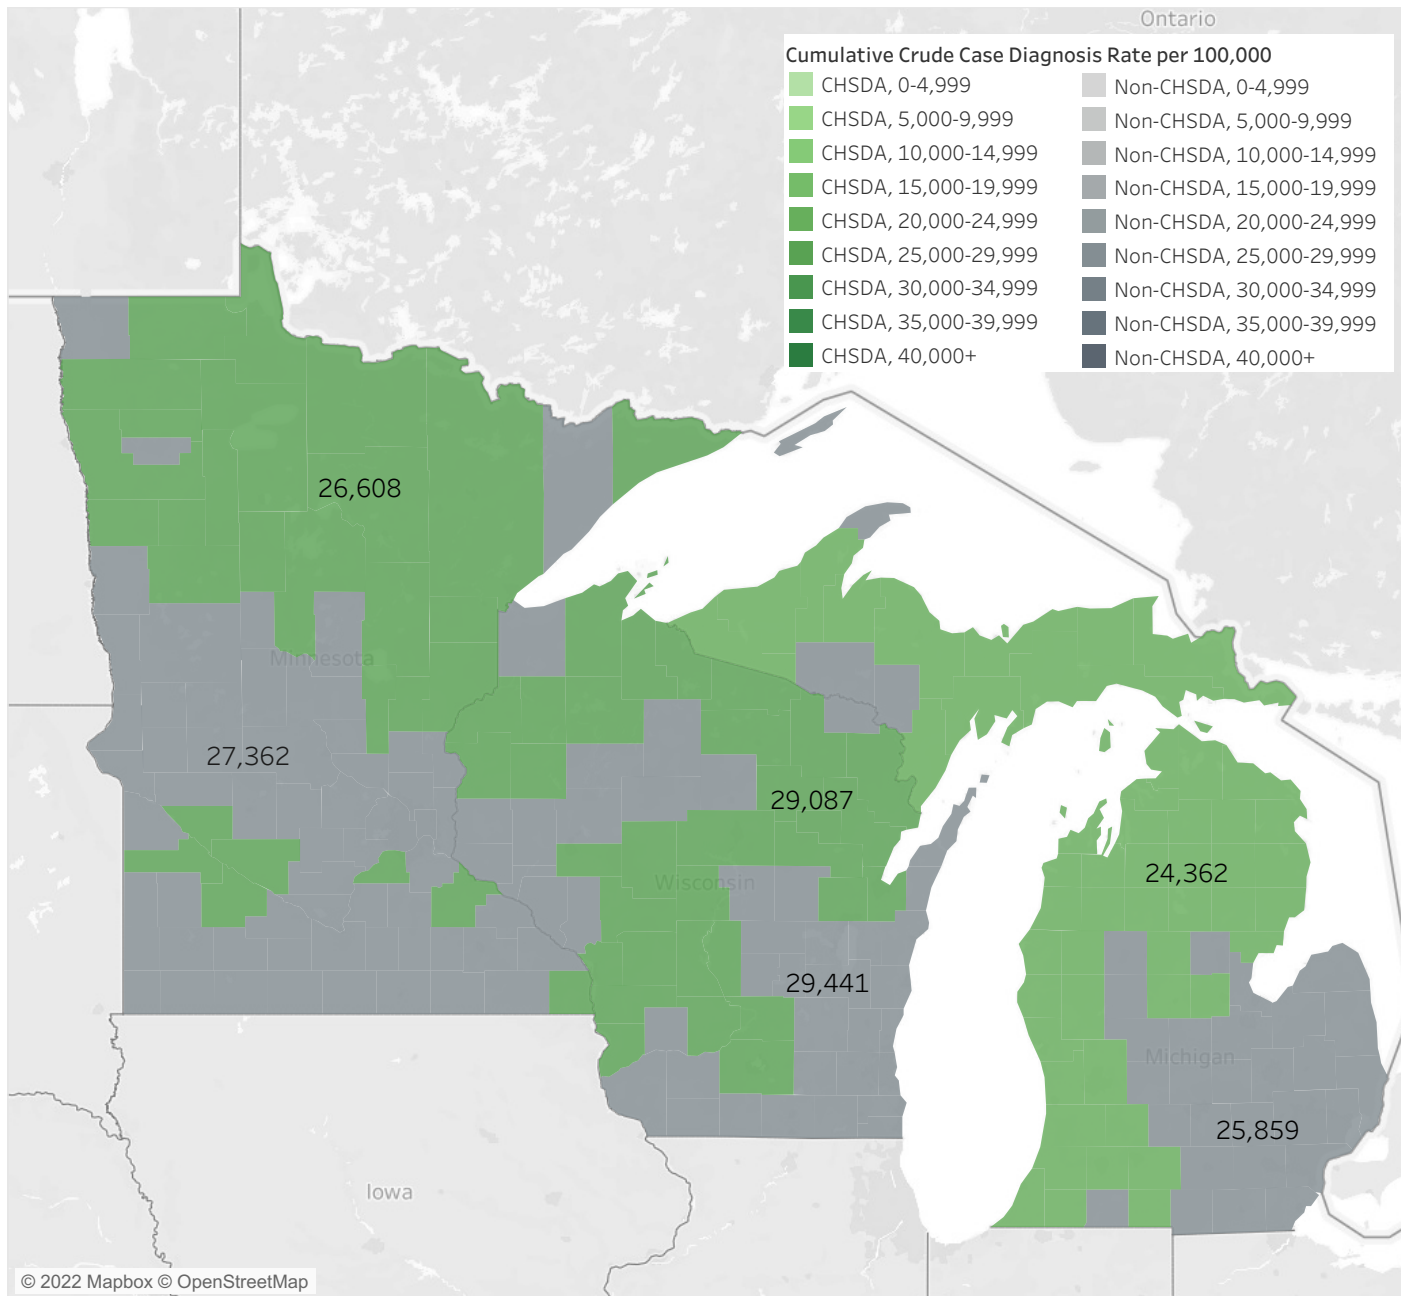 Ontario
Cumulative Crude Case Diagnosis Rate per 100,000
CHSDA, 0-4,999
CHSDA, 5,000-9,999
CHSDA, 10,000-14,999
CHSDA, 15,000-19,999
CHSDA, 20,000-24,999
CHSDA, 25,000-29,999
CHSDA, 30,000-34,999
CHSDA, 35,000-39,999
CHSDA, 40,000+
Non-CHSDA, 0-4,999
Non-CHSDA, 5,000-9,999
Non-CHSDA, 10,000-14,999
Non-CHSDA, 15,000-19,999
Non-CHSDA, 20,000-24,999
Non-CHSDA, 25,000-29,999
Non-CHSDA, 30,000-34,999
Non-CHSDA, 35,000-39,999
Non-CHSDA, 40,000+
26,608
Minnesota
27,362
29,087
24,362
Wisconsin
29,441
Michigan
25,859
Iowa
© 2022 Mapbox © OpenStreetMap